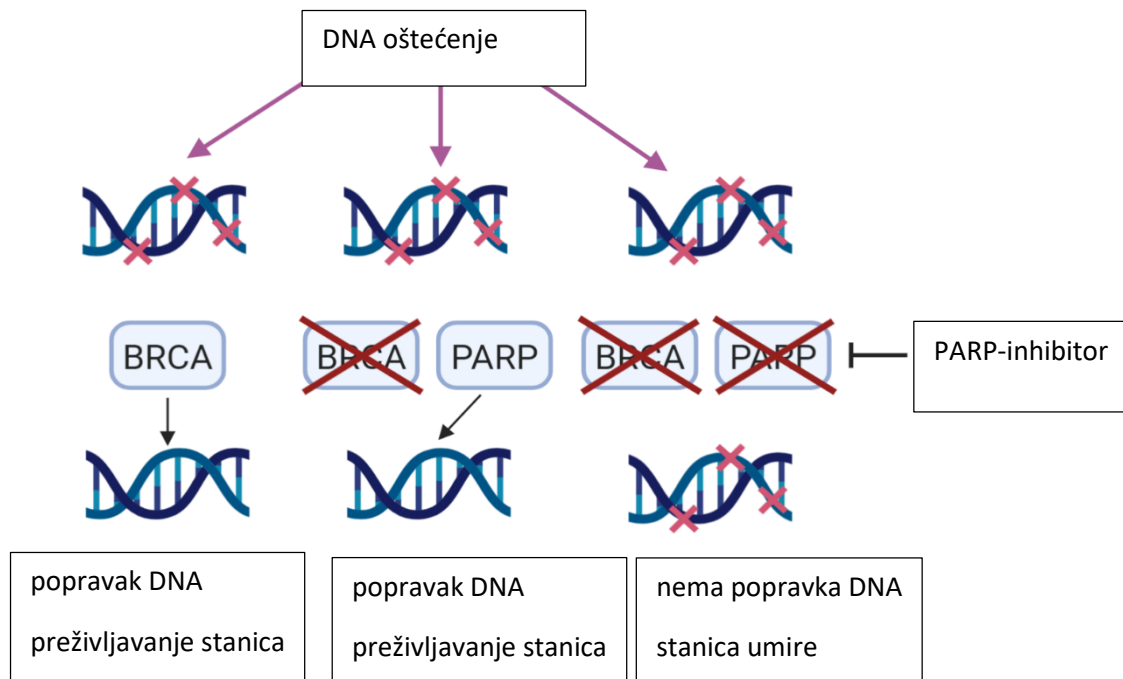 DNA oštećenje
BRCA
BRCA
PARP
BRCA
PARP
PARP-inhibitor
popravak DNA
preživljavanje stanica
popravak DNA
preživljavanje stanica
nema popravka DNA
stanica umire